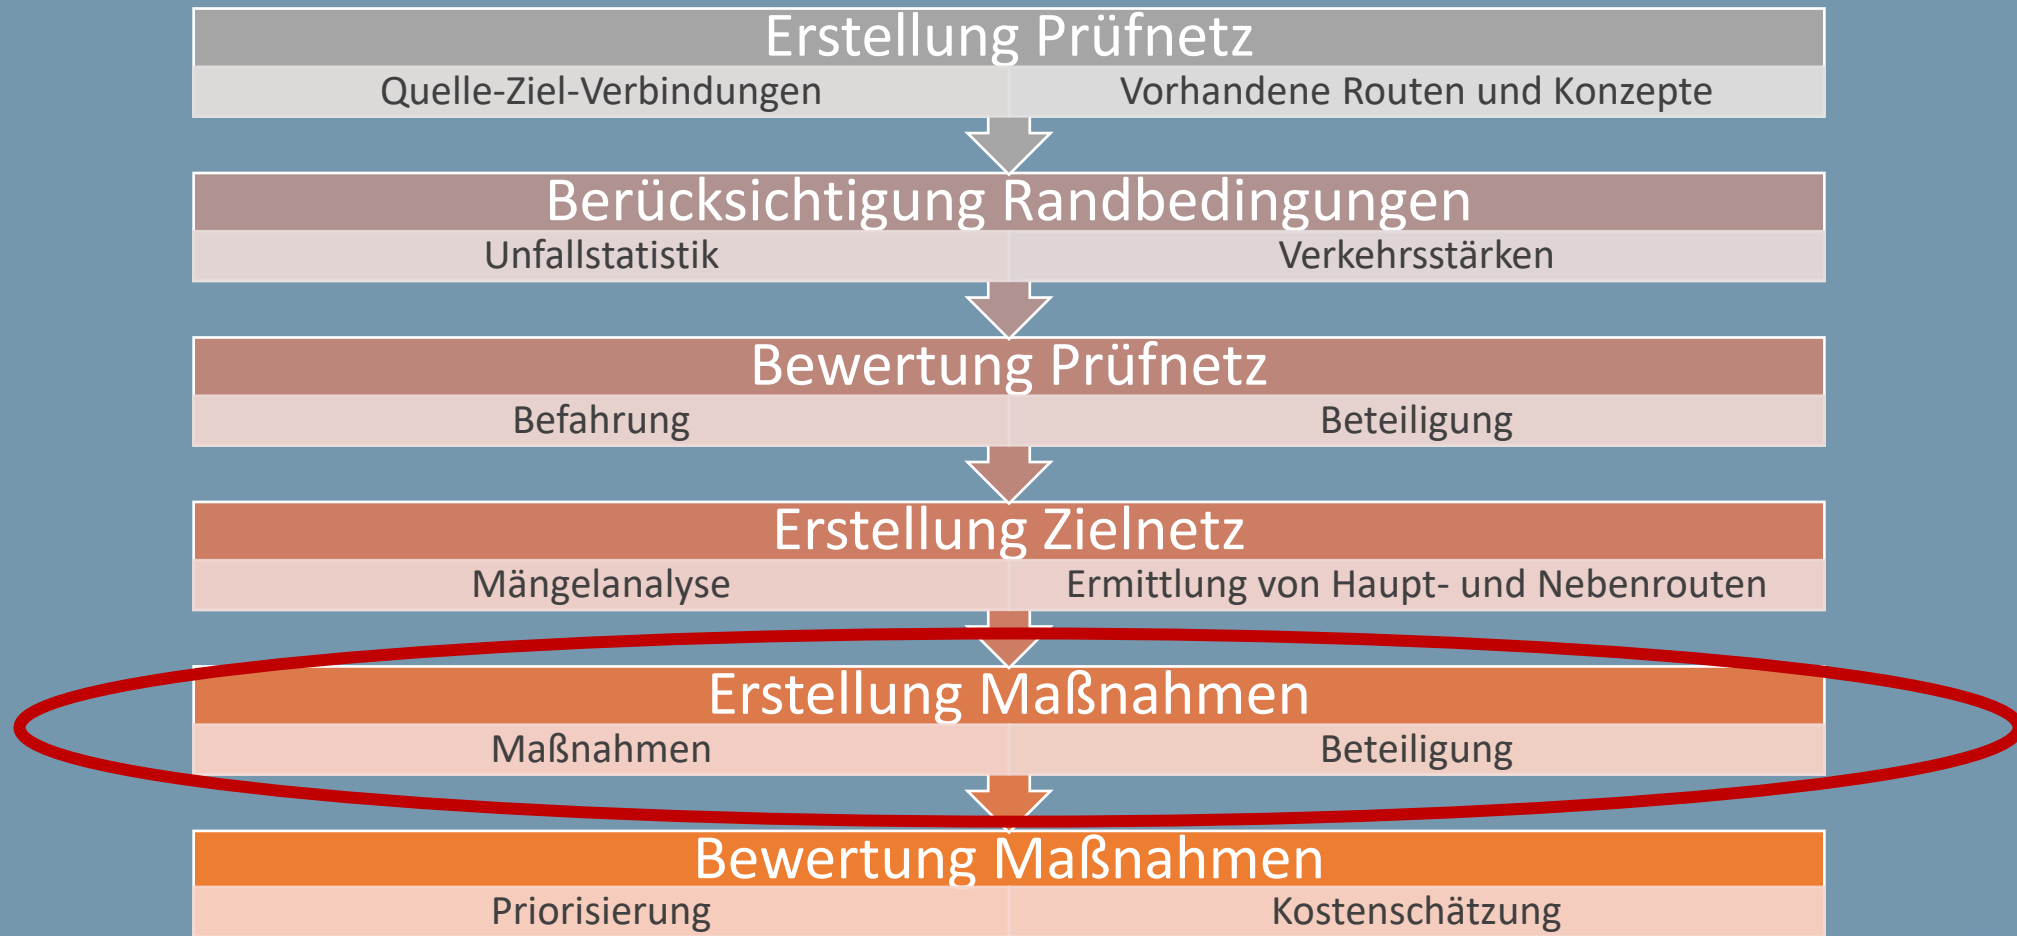 Erstellung Prüfnetz
Quelle-Ziel-Verbindungen
Vorhandene Routen und Konzepte
Berücksichtigung Randbedingungen
Unfallstatistik
Verkehrsstärken
Bewertung Prüfnetz
Befahrung
Beteiligung
Erstellung Zielnetz
Mängelanalyse
Ermittlung von Haupt- und Nebenrouten
Erstellung Maßnahmen
Maßnahmen
Beteiligung
Bewertung Maßnahmen
Priorisierung
Kostenschätzung